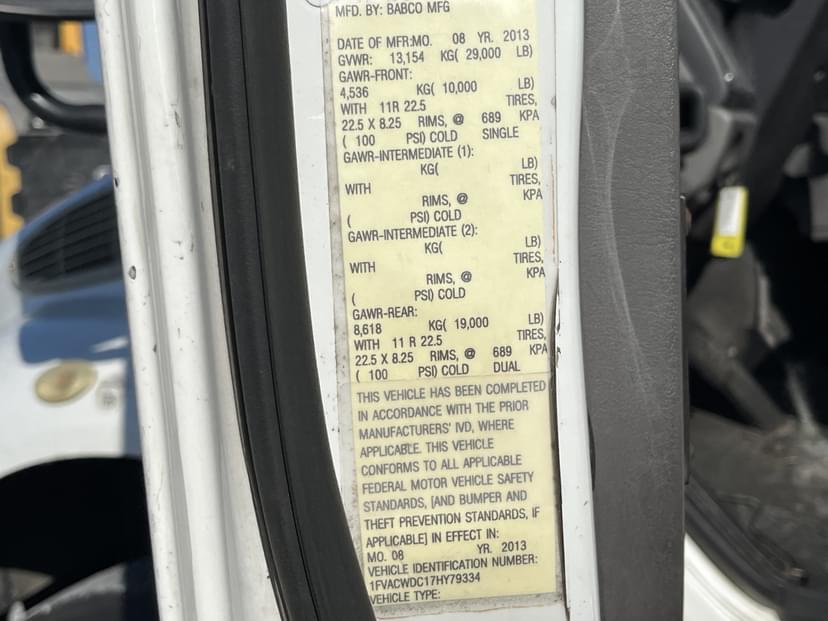 MFD. BY: BABCO MFG
DATE OF MFR:MO. 08 YR. 2013
GVWR: 13,154 KG( 29,000 LB)
GAWR-FRONT:
4,536 KG( 10,000 LB)
WITH 11R 22.5 TIRES,
22.5 X 8.25 RIMS, @ 689 KPA
( 100 PSI) COLD SINGLE
GAWR-INTERMEDIATE (1):
KG( LB)
WITH TIRES,
RIMS, @ KPA
( PSI) COLD
GAWR-INTERMEDIATE (2):
KG( LB)
WITH TIRES,
RIMS, @ KPA
( PSI) COLD
GAWR-REAR:
8,618 KG( 19,000 LB)
WITH 11 R 22.5 TIRES,
22.5 X 8.25 RIMS, @ 689 KPA
( 100 PSI) COLD DUAL
THIS VEHICLE HAS BEEN COMPLETED
IN ACCORDANCE WITH THE PRIOR
MANUFACTURERS' IVD, WHERE
APPLICABLE. THIS VEHICLE
CONFORMS TO ALL APPLICABLE
FEDERAL MOTOR VEHICLE SAFETY
STANDARDS, [AND BUMPER AND
THEFT PREVENTION STANDARDS, IF
APPLICABLE] IN EFFECT IN:
MO. 08 YR. 2013
VEHICLE IDENTIFICATION NUMBER:
1FVACWDC17HY79334
VEHICLE TYPE: